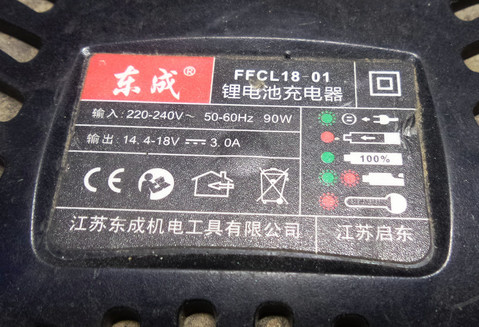 东成®
FFCL18-01
锂电池充电器
输入: 220-240V~ 50-60Hz 90W
输出: 14.4-18V⎓3.0A
100%
CE
江苏东成机电工具有限公司
江苏启东